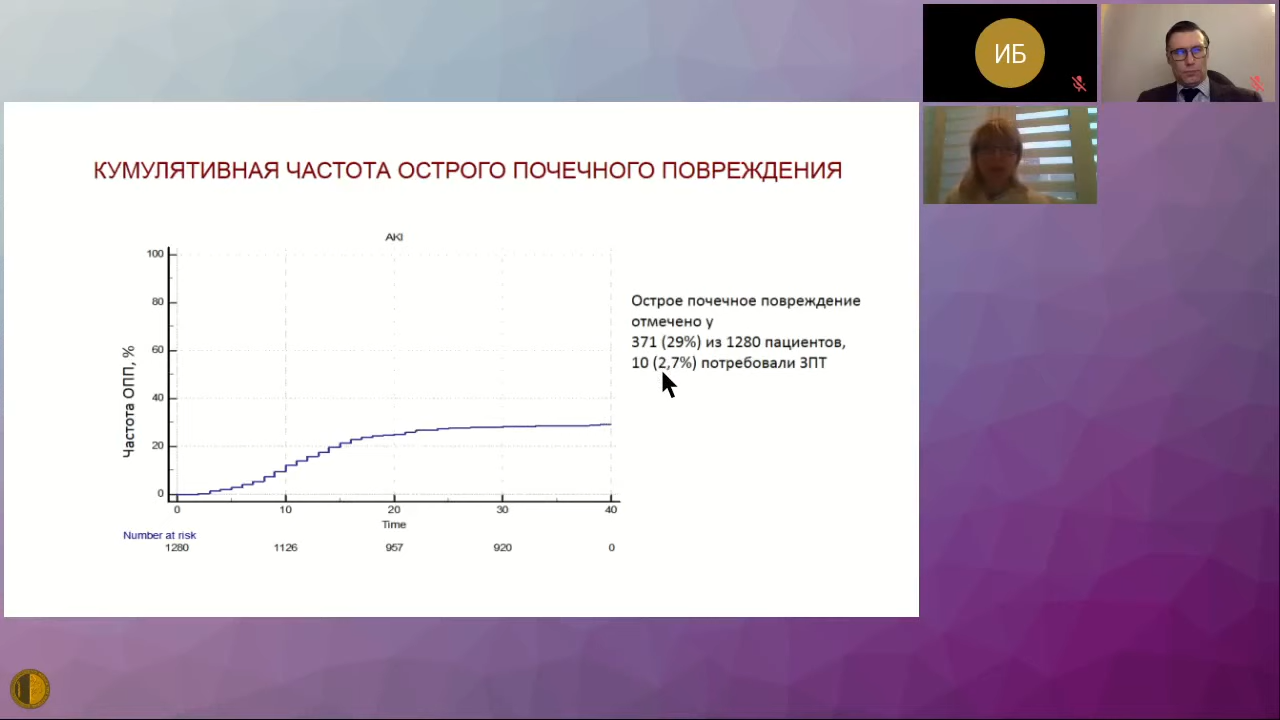 ИБ
КУМУЛЯТИВНАЯ ЧАСТОТА ОСТРОГО ПОЧЕЧНОГО ПОВРЕЖДЕНИЯ
AKI
100
80
60
40
20
0
Частота ОПП, %
0 10 20 30 40
Time
Number at risk
1280 1126 957 920 0
Острое почечное повреждение
отмечено у
371 (29%) из 1280 пациентов,
10 (2,7%) потребовали ЗПТ